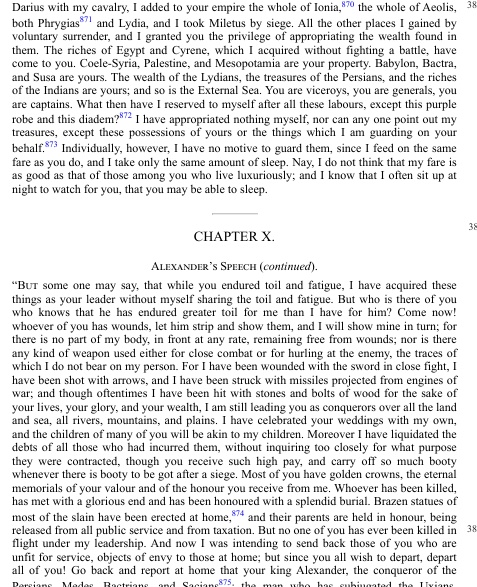 Darius with my cavalry, I added to your empire the whole of Ionia,870 the whole of Aeolis, 38
both Phrygias871 and Lydia, and I took Miletus by siege. All the other places I gained by
voluntary surrender, and I granted you the privilege of appropriating the wealth found in
them. The riches of Egypt and Cyrene, which I acquired without fighting a battle, have
come to you. Coele-Syria, Palestine, and Mesopotamia are your property. Babylon, Bactra,
and Susa are yours. The wealth of the Lydians, the treasures of the Persians, and the riches
of the Indians are yours; and so is the External Sea. You are viceroys, you are generals, you
are captains. What then have I reserved to myself after all these labours, except this purple
robe and this diadem?872 I have appropriated nothing myself, nor can any one point out my
treasures, except these possessions of yours or the things which I am guarding on your
behalf.873 Individually, however, I have no motive to guard them, since I feed on the same
fare as you do, and I take only the same amount of sleep. Nay, I do not think that my fare is
as good as that of those among you who live luxuriously; and I know that I often sit up at
night to watch for you, that you may be able to sleep.
38
CHAPTER X.
Alexander's Speech (continued).
“But some one may say, that while you endured toil and fatigue, I have acquired these
things as your leader without myself sharing the toil and fatigue. But who is there of you
who knows that he has endured greater toil for me than I have for him? Come now!
whoever of you has wounds, let him strip and show them, and I will show mine in turn; for
there is no part of my body, in front at any rate, remaining free from wounds; nor is there
any kind of weapon used either for close combat or for hurling at the enemy, the traces of
which I do not bear on my person. For I have been wounded with the sword in close fight, I
have been shot with arrows, and I have been struck with missiles projected from engines of
war; and though oftentimes I have been hit with stones and bolts of wood for the sake of
your lives, your glory, and your wealth, I am still leading you as conquerors over all the land
and sea, all rivers, mountains, and plains. I have celebrated your weddings with my own,
and the children of many of you will be akin to my children. Moreover I have liquidated the
debts of all those who had incurred them, without inquiring too closely for what purpose
they were contracted, though you receive such high pay, and carry off so much booty
whenever there is booty to be got after a siege. Most of you have golden crowns, the eternal
memorials of your valour and of the honour you receive from me. Whoever has been killed,
has met with a glorious end and has been honoured with a splendid burial. Brazen statues of
most of the slain have been erected at home,874 and their parents are held in honour, being
released from all public service and from taxation. But no one of you has ever been killed in 38
flight under my leadership. And now I was intending to send back those of you who are
unfit for service, objects of envy to those at home; but since you all wish to depart, depart
all of you! Go back and report at home that your king Alexander, the conqueror of the
Persians, Medes, Bactrians, and Sacians875; the man who has subjugated the Uxians,